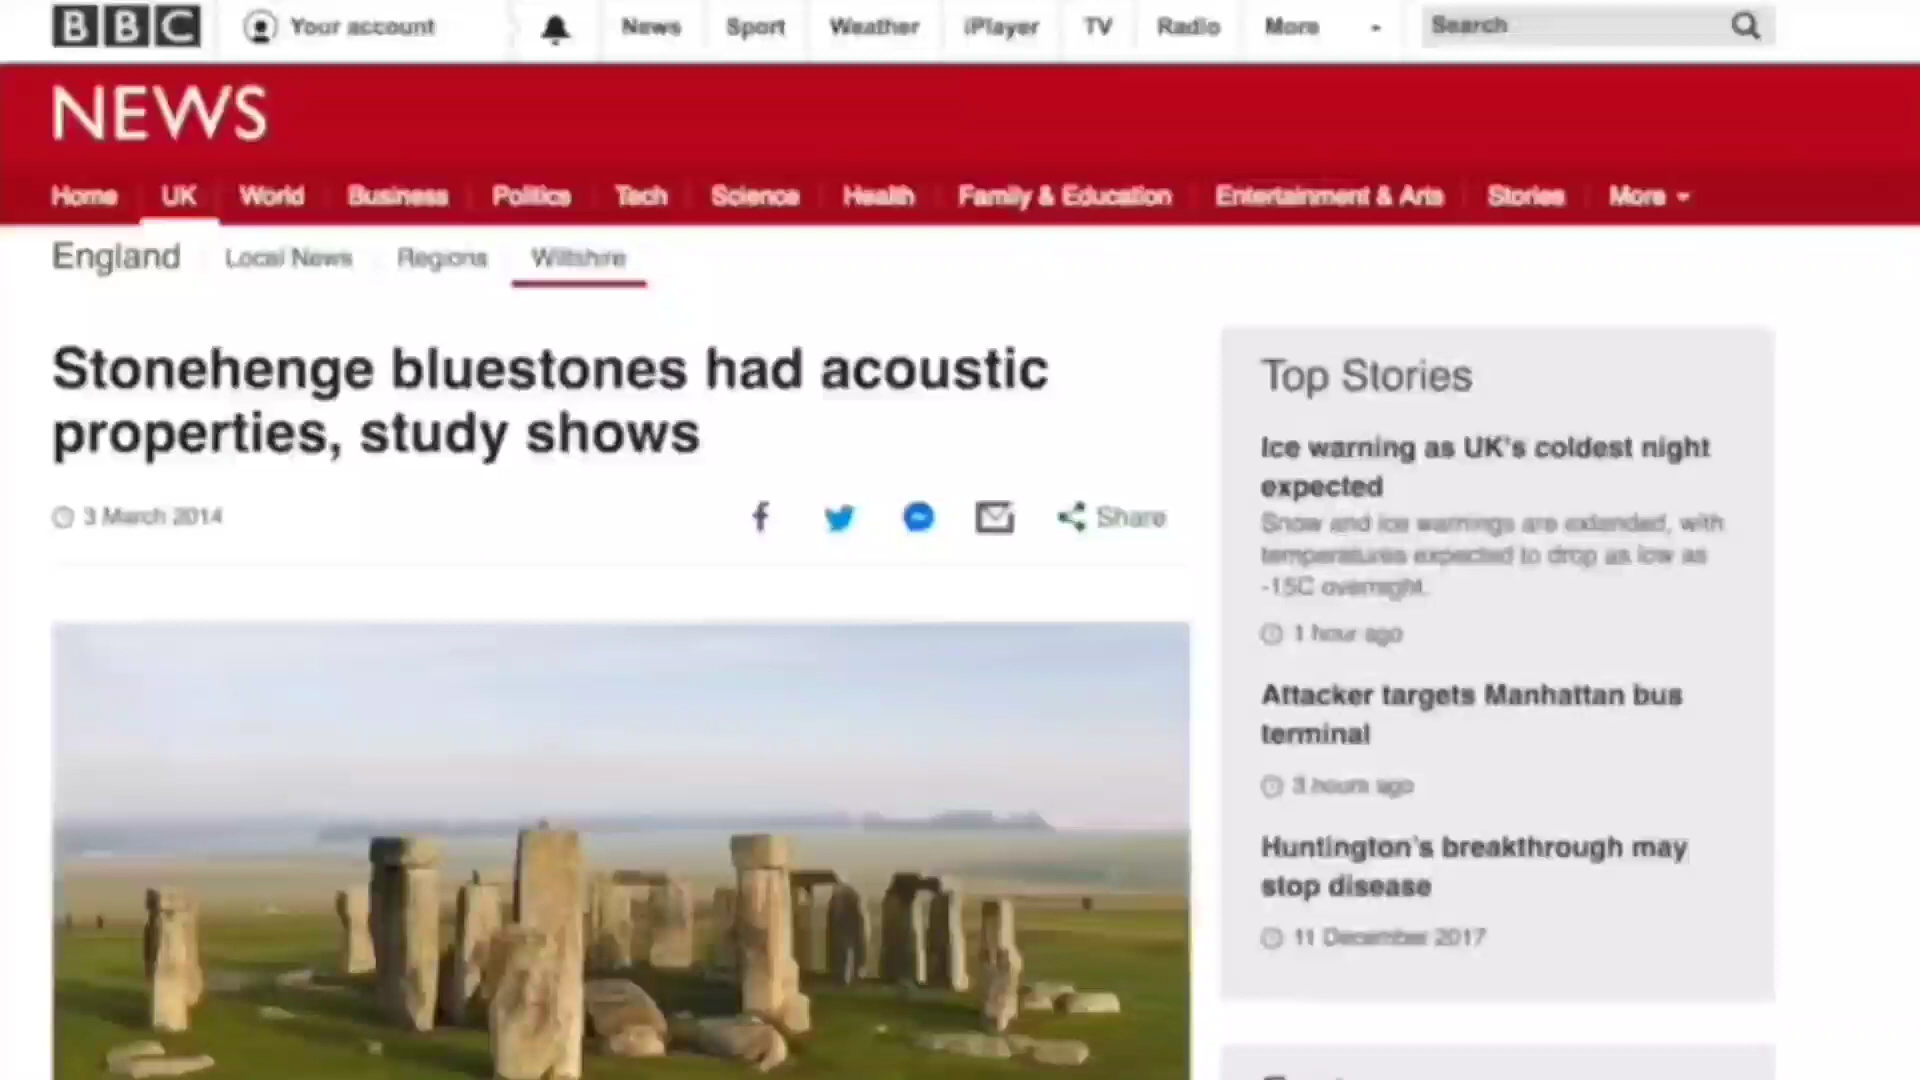 BBC
Your account
News
Sport
Weather
iPlayer
TV
Radio
More
Search
NEWS
Home
UK
World
Business
Politics
Tech
Science
Health
Family & Education
Entertainment & Arts
Stories
More
England
Local News
Regions
Wiltshire
Stonehenge bluestones had acoustic
properties, study shows
3 March 2014
Share
Top Stories
Ice warning as UK's coldest night
expected
Snow and ice warnings are extended, with
temperatures expected to drop as low as
-15C overnight.
1 hour ago
Attacker targets Manhattan bus
terminal
3 hours ago
Huntington's breakthrough may
stop disease
11 December 2017